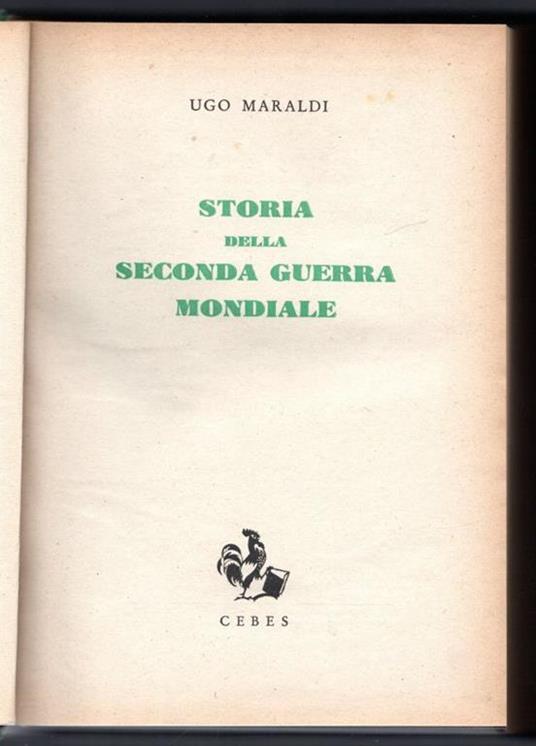 UGO MARALDI
STORIA
DELLA
SECONDA GUERRA
MONDIALE
CEBES